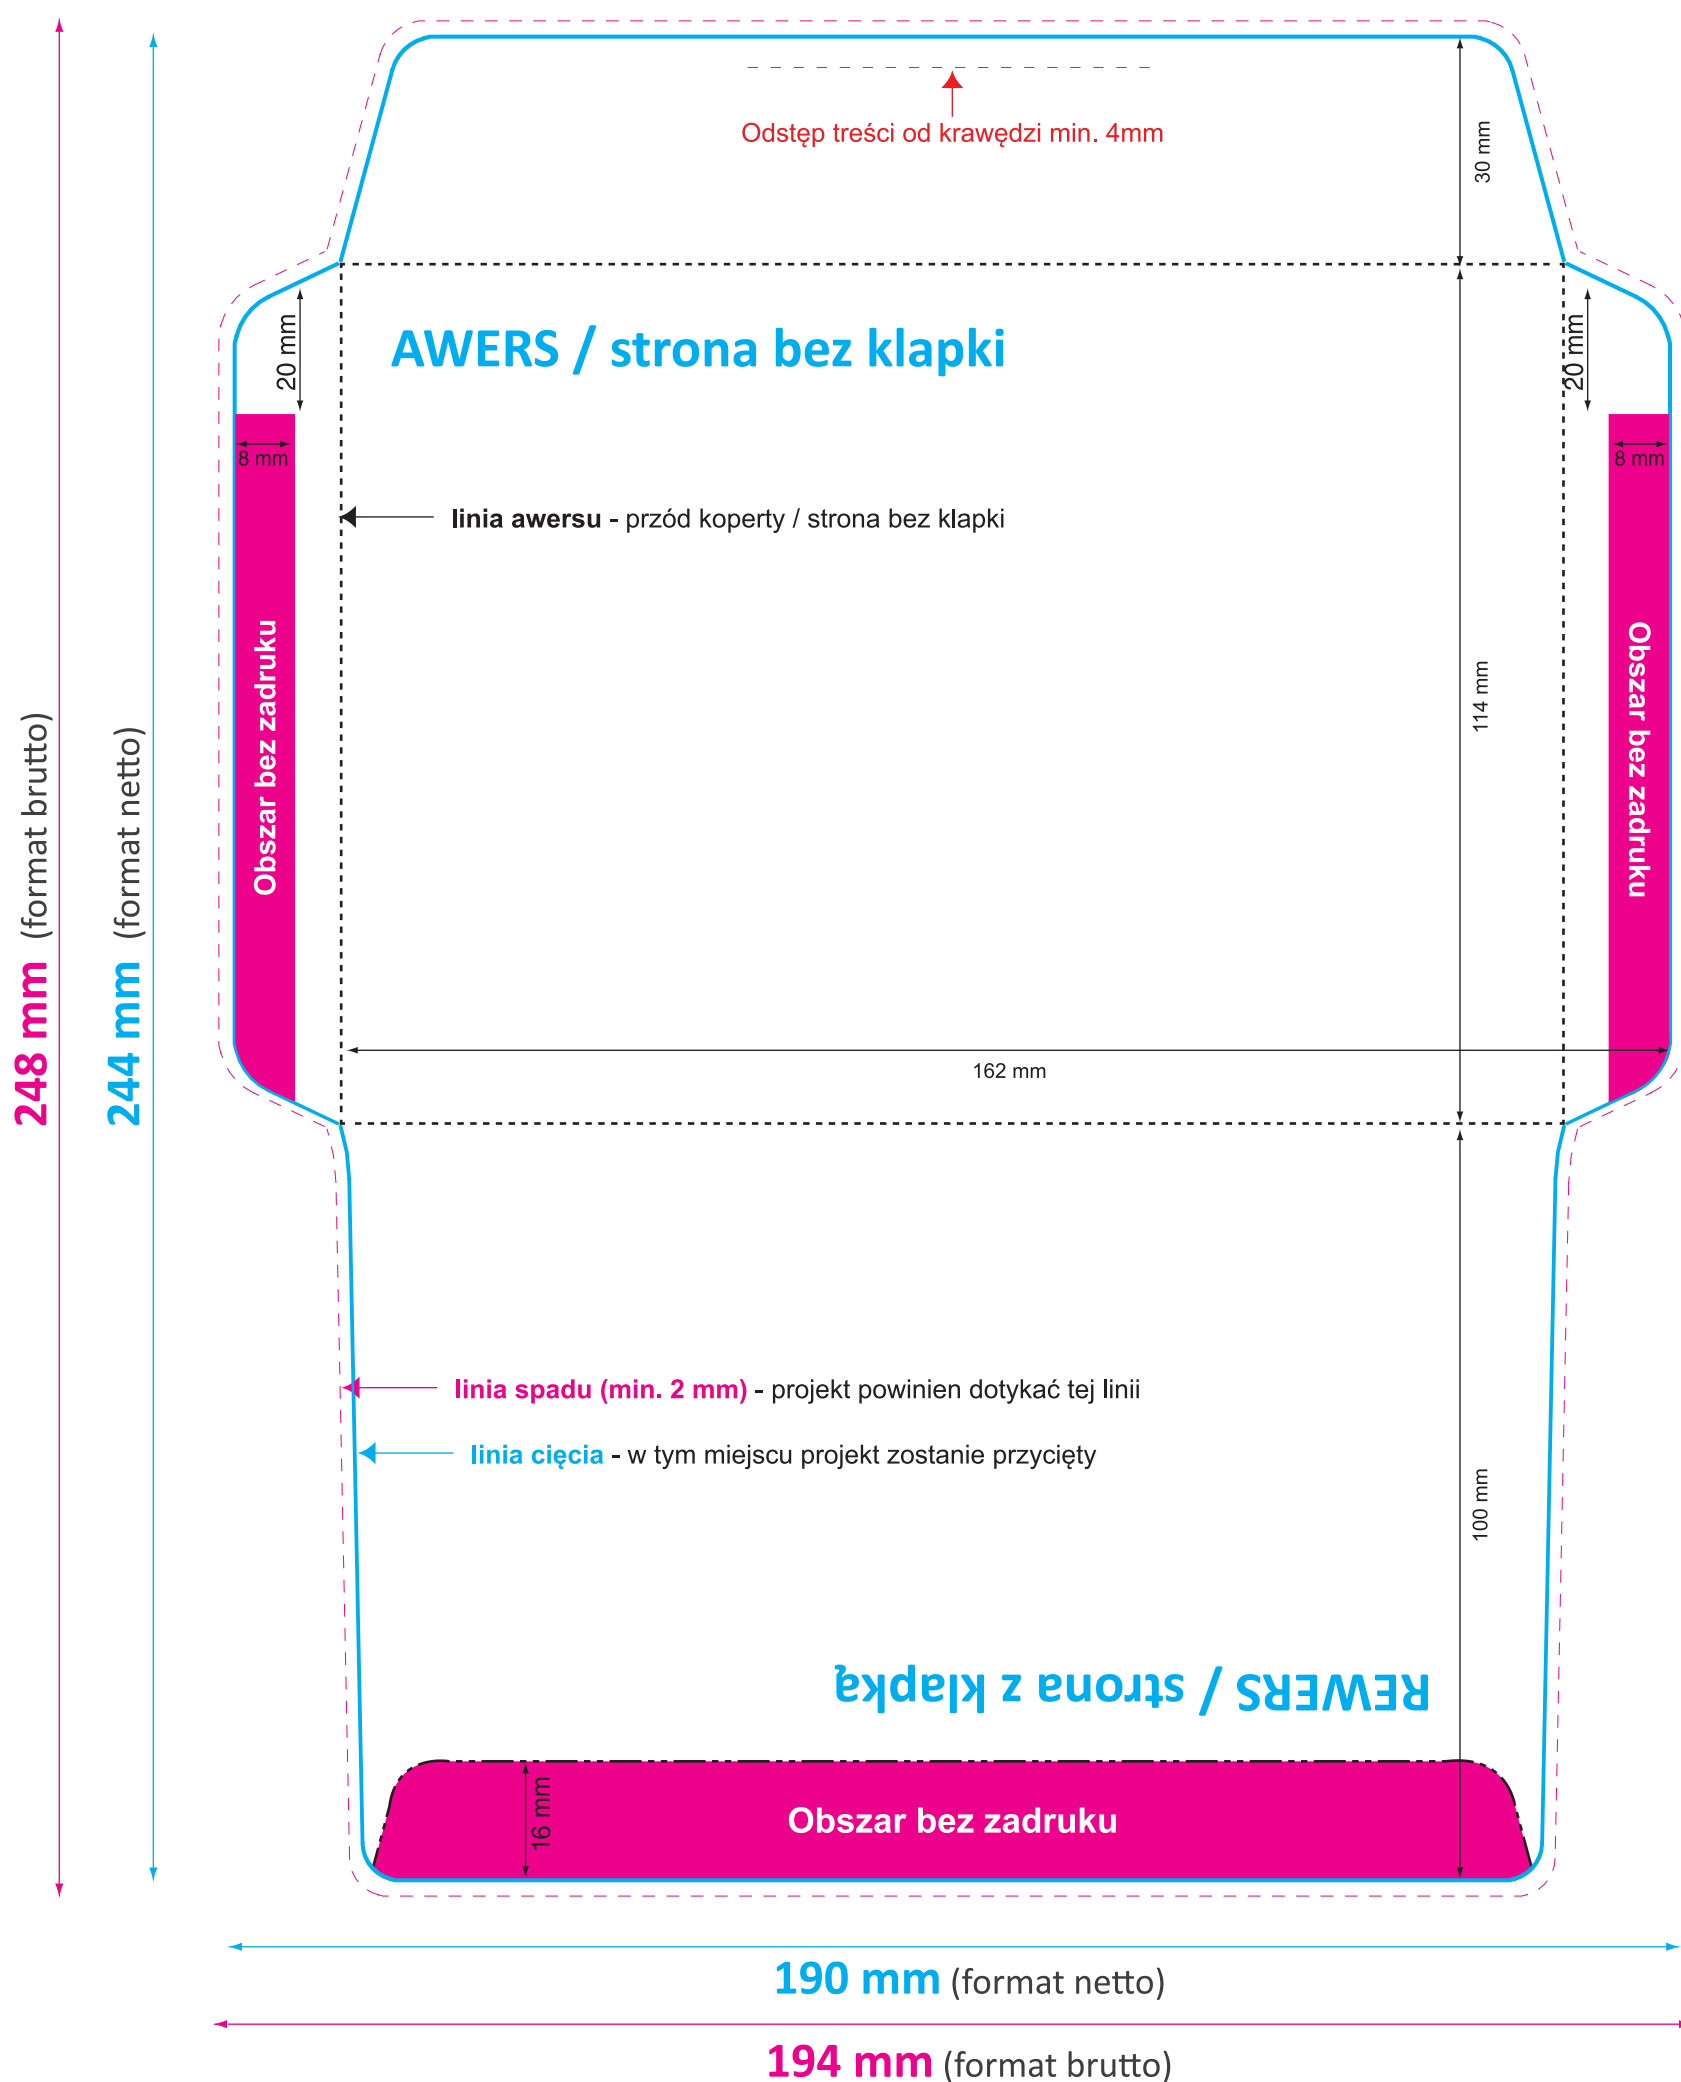 Odstęp treści od krawędzi min. 4mm
30 mm
AWERS / strona bez klapki
20 mm
20 mm
8 mm
8 mm
linia awersu - przód koperty / strona bez klapki
Obszar bez zadruku
Obszar bez zadruku
114 mm
248 mm (format brutto)
244 mm (format netto)
162 mm
linia spadu (min. 2 mm) - projekt powinien dotykać tej linii
linia cięcia - w tym miejscu projekt zostanie przycięty
100 mm
REWERS / strona z klapką
16 mm
Obszar bez zadruku
190 mm (format netto)
194 mm (format brutto)